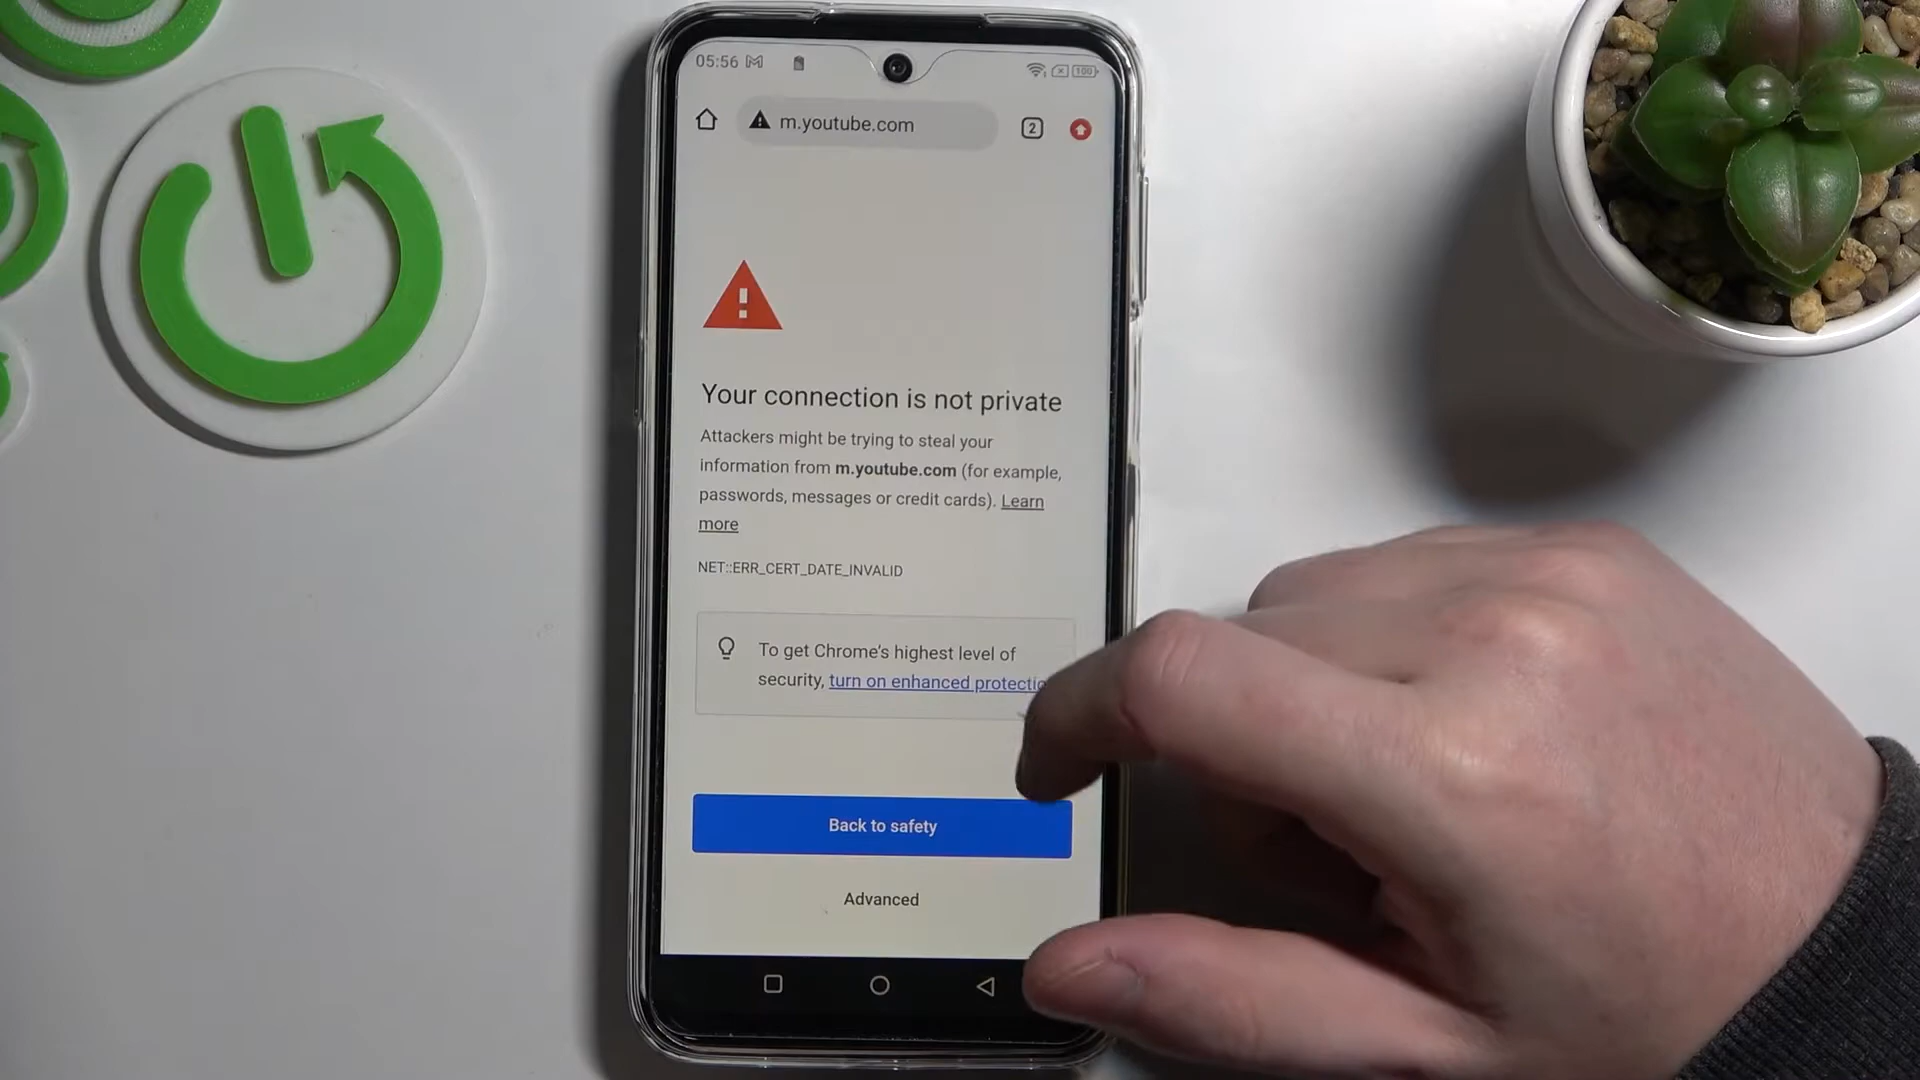 05:56
100
m.youtube.com
2
Your connection is not private
Attackers might be trying to steal your
information from m.youtube.com (for example,
passwords, messages or credit cards). Learn
more
NET::ERR_CERT_DATE_INVALID
To get Chrome's highest level of
security, turn on enhanced protectio
Back to safety
Advanced